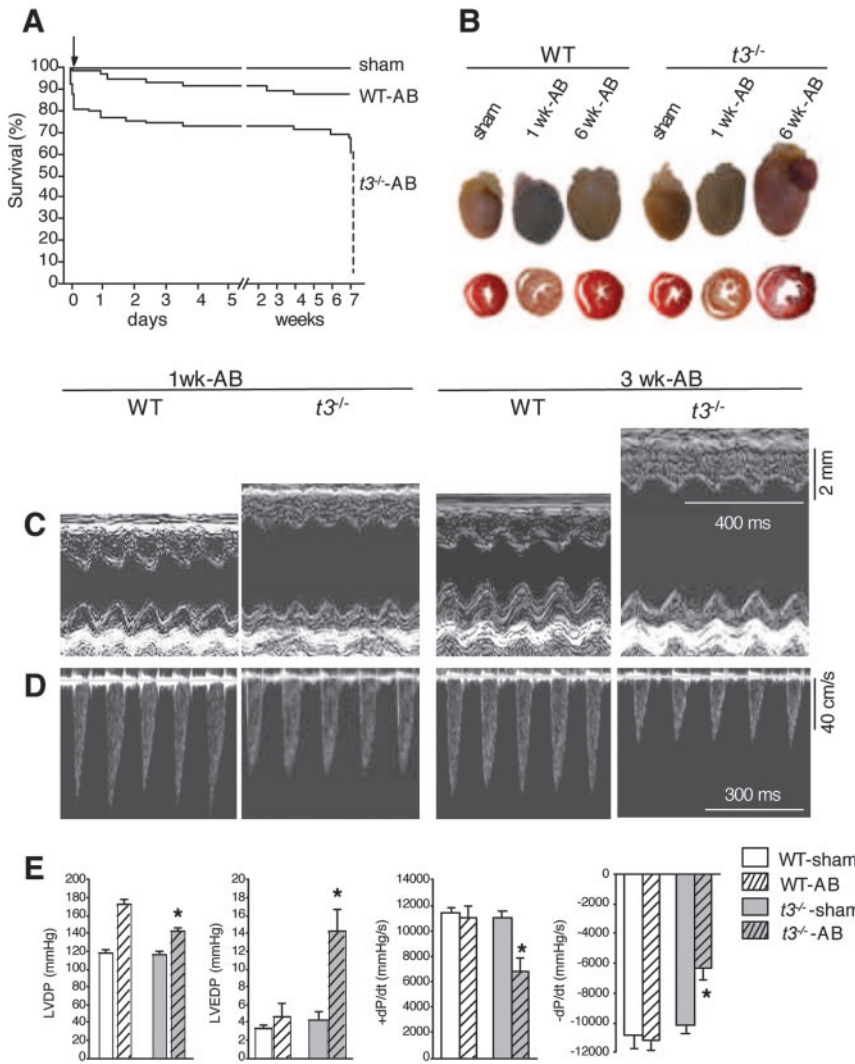 A
sham
WT-AB
t3-/--AB
Survival (%)
100
90
80
70
60
50
40
30
20
10
0
0 1 2 3 4 5 2 3 4 5 6 7
days weeks
B
WT t3-/-
sham 1 wk-AB 6 wk-AB sham 1 wk-AB 6 wk-AB
1wk-AB 3 wk-AB
WT t3-/- WT t3-/-
C
2 mm
400 ms
D
40 cm/s
300 ms
E
LVDP (mmHg)
200
180
160
140
120
100
80
60
40
20
0
*
LVEDP (mmHg)
20
18
16
14
12
10
8
6
4
2
0
*
+dP/dt (mmHg/s)
14000
12000
10000
8000
6000
4000
2000
0
*
-dP/dt (mmHg/s)
0
-2000
-4000
-6000
-8000
-10000
-12000
*
WT-sham
WT-AB
t3-/--sham
t3-/--AB